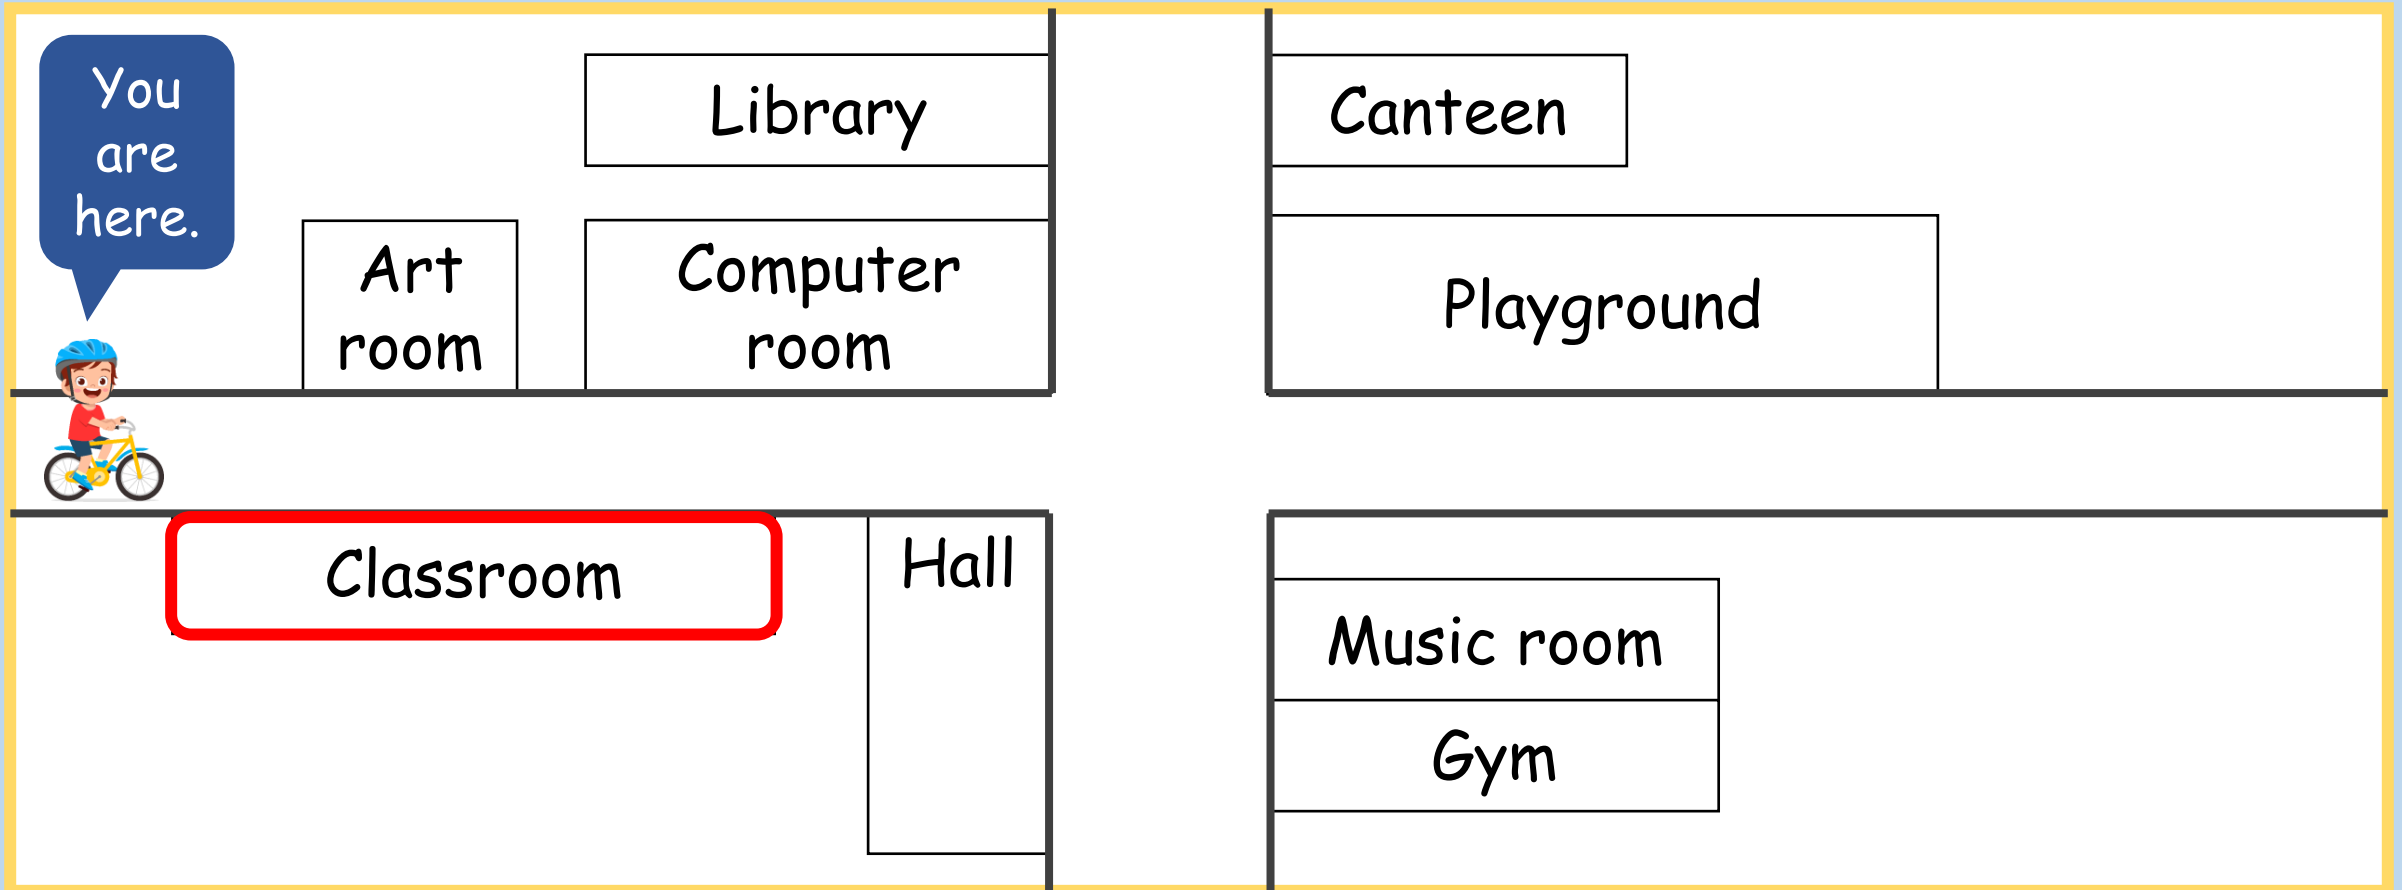 You
are
here.
Library
Canteen
Art
room
Computer
room
Playground
Classroom
Hall
Music room
Gym